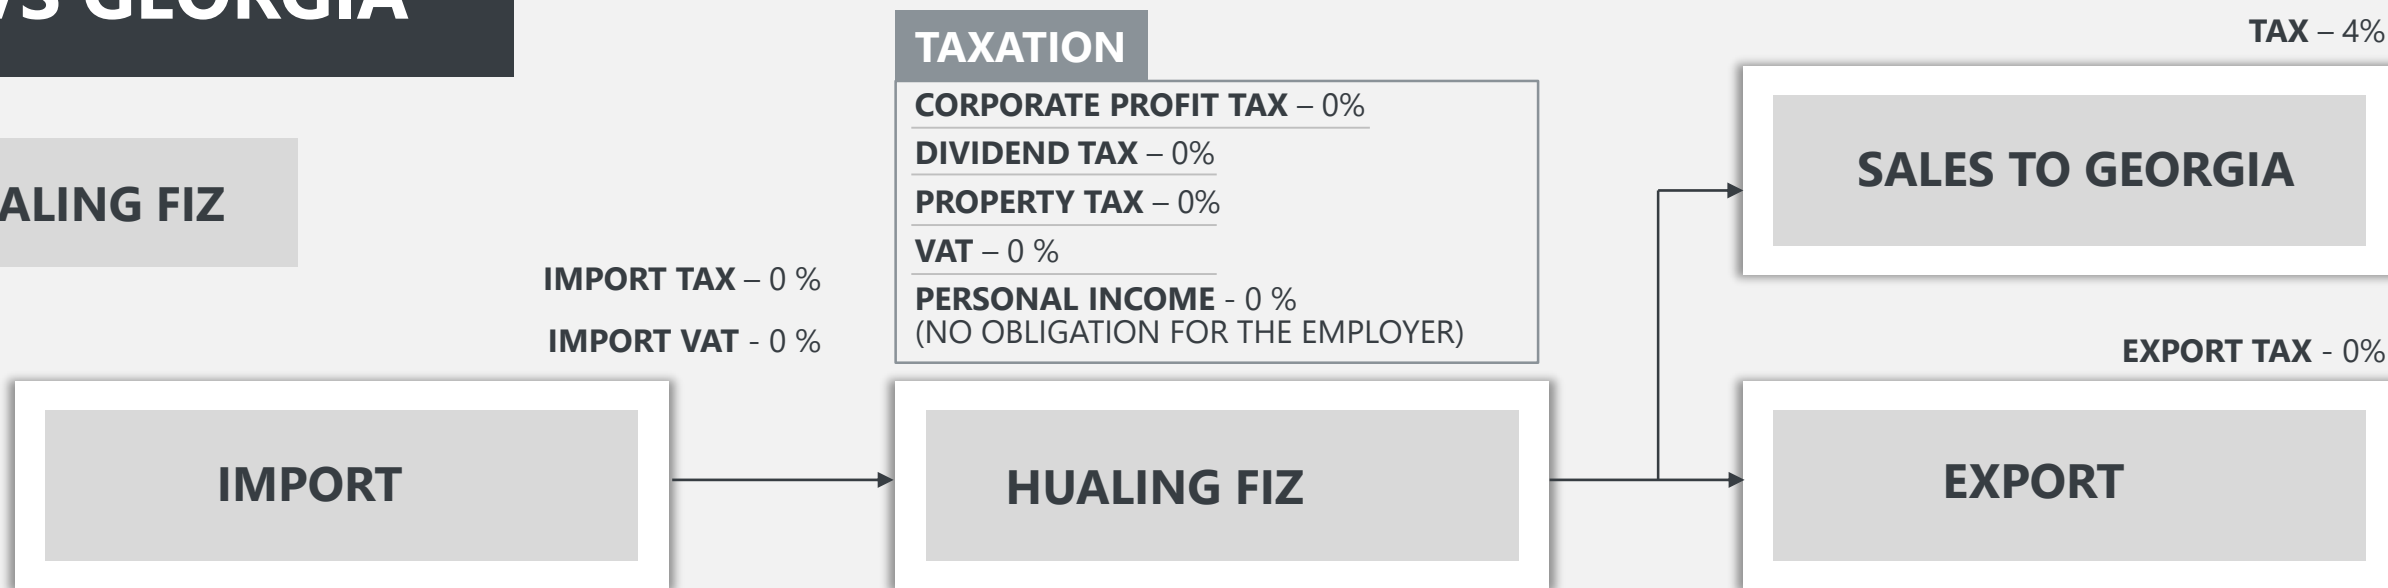 GEORGIA
TAXATION
TAX – 4%
CORPORATE PROFIT TAX – 0%
DIVIDEND TAX – 0%
PROPERTY TAX – 0%
VAT – 0 %
PERSONAL INCOME - 0 %
(NO OBLIGATION FOR THE EMPLOYER)
SALES TO GEORGIA
ALING FIZ
IMPORT TAX – 0 %
IMPORT VAT - 0 %
EXPORT TAX - 0%
IMPORT
HUALING FIZ
EXPORT